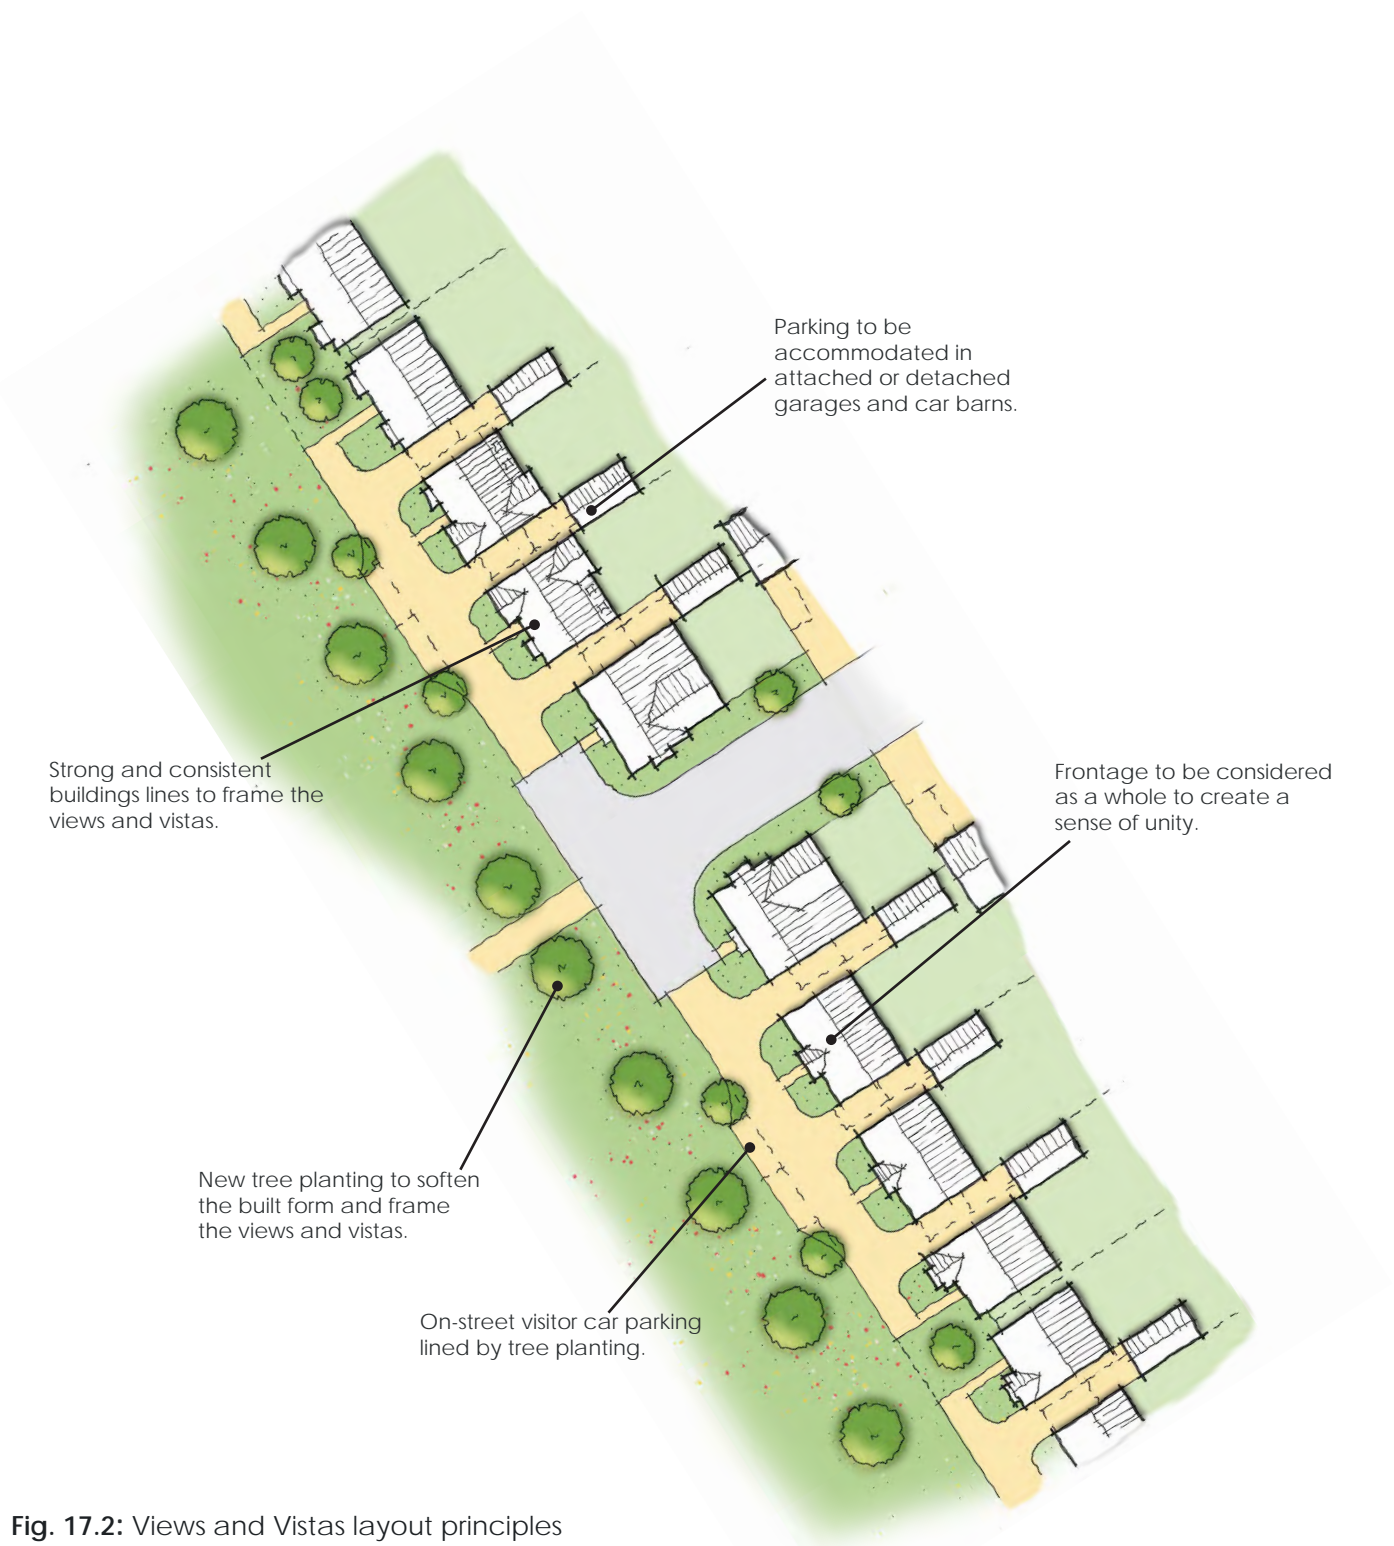 Parking to be
accommodated in
attached or detached
garages and car barns.
Strong and consistent
buildings lines to frame the
views and vistas.
Frontage to be considered
as a whole to create a
sense of unity.
New tree planting to soften
the built form and frame
the views and vistas.
On-street visitor car parking
lined by tree planting.
Fig. 17.2: Views and Vistas layout principles